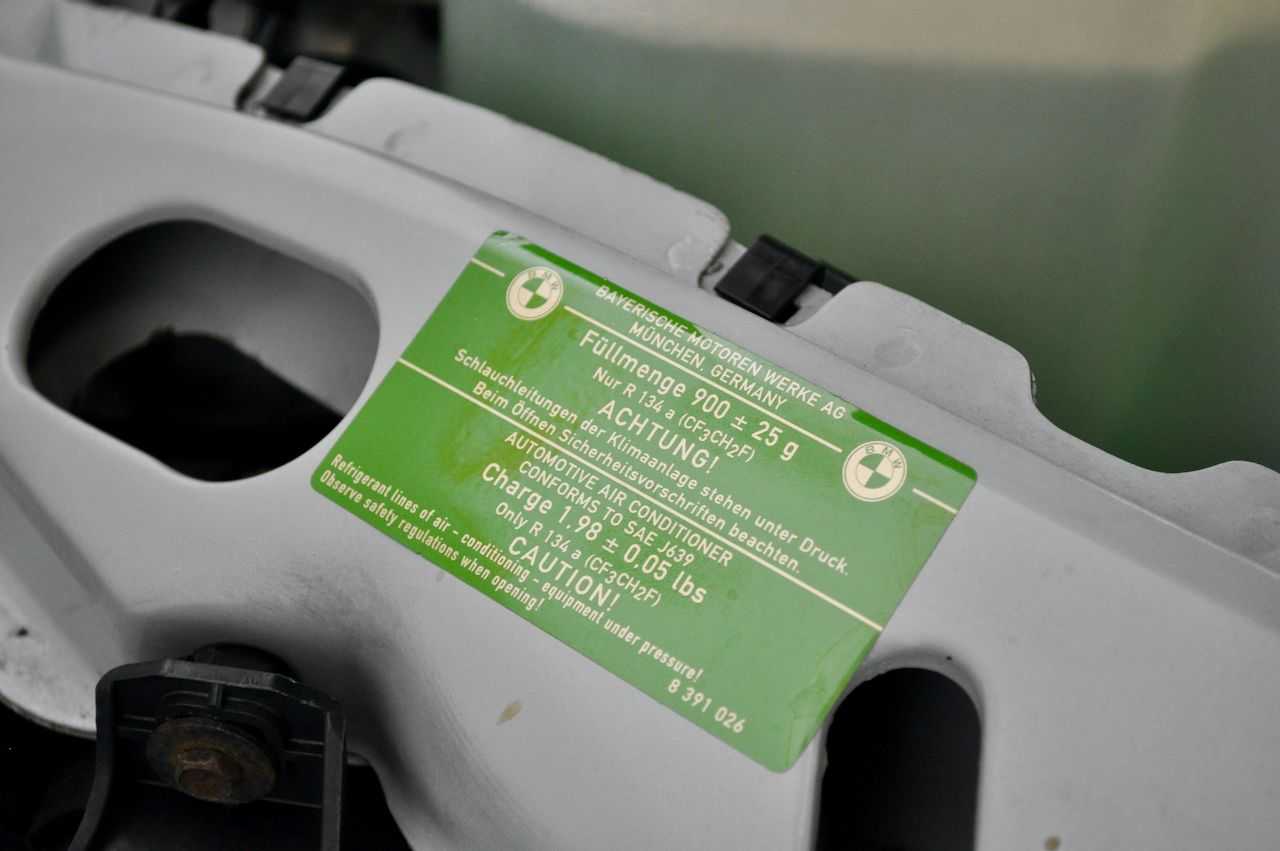 BMW
BAYERISCHE MOTOREN WERKE AG
MÜNCHEN, GERMANY
BMW
Füllmenge 900 ± 25 g
Nur R 134 a (CF3CH2F)
ACHTUNG!
Schlauchleitungen der Klimaanlage stehen unter Druck.
Beim Öffnen Sicherheitsvorschriften beachten.
AUTOMOTIVE AIR CONDITIONER
CONFORMS TO SAE J639
Charge 1.98 ± 0,05 lbs
Only R 134 a (CF3CH2F)
CAUTION!
Refrigerant lines of air - conditioning - equipment under pressure!
Observe safety regulations when opening!
8 391 026